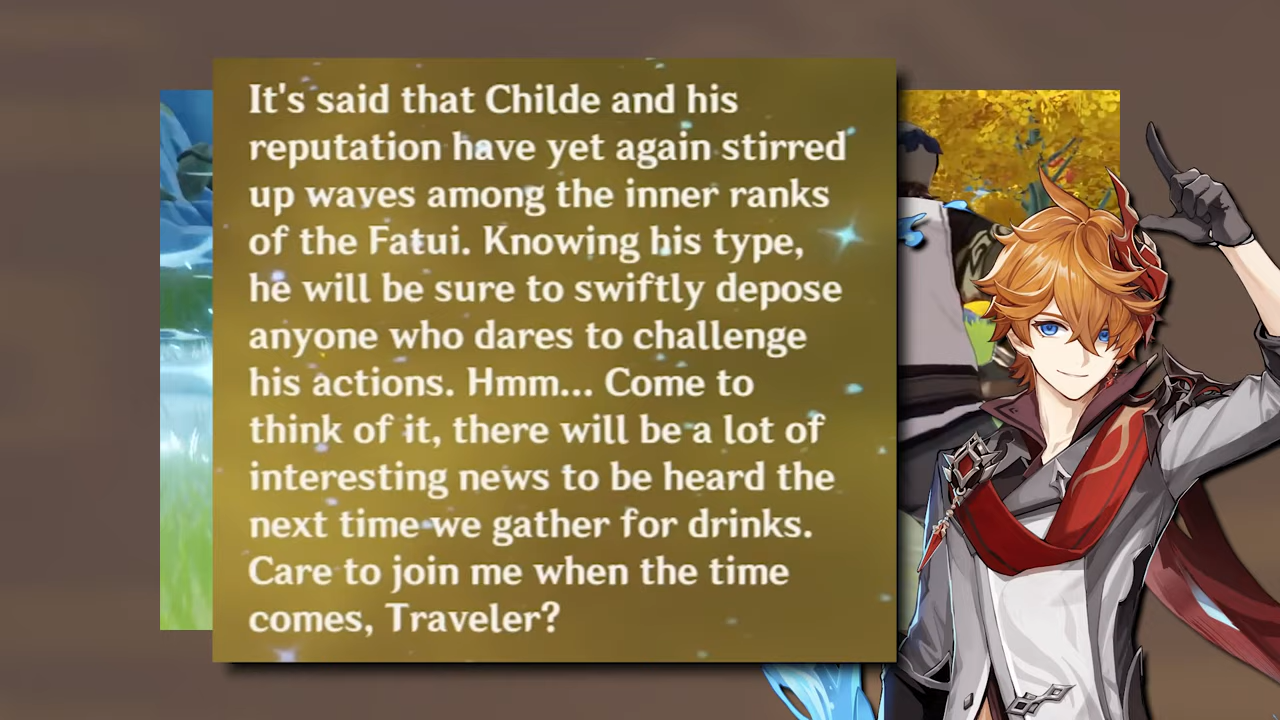 It's said that Childe and his
reputation have yet again stirred
up waves among the inner ranks
of the Fatui. Knowing his type,
he will be sure to swiftly depose
anyone who dares to challenge
his actions. Hmm... Come to
think of it, there will be a lot of
interesting news to be heard the
next time we gather for drinks.
Care to join me when the time
comes, Traveler?